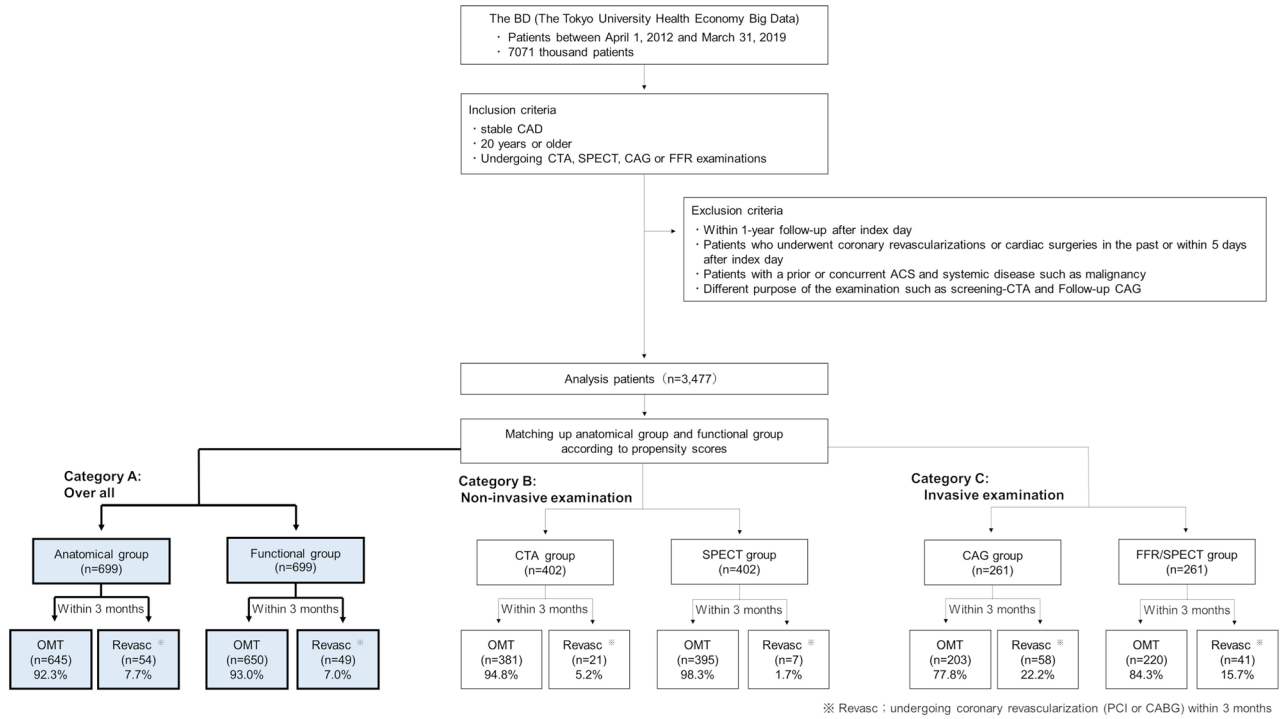 The BD (The Tokyo University Health Economy Big Data)
・ Patients between April 1, 2012 and March 31, 2019
・ 7071 thousand patients
Inclusion criteria
・stable CAD
・20 years or older
・Undergoing CTA, SPECT, CAG or FFR examinations
Exclusion criteria
・Within 1-year follow-up after index day
・Patients who underwent coronary revascularizations or cardiac surgeries in the past or within 5 days
after index day
・Patients with a prior or concurrent ACS and systemic disease such as malignancy
・Different purpose of the examination such as screening-CTA and Follow-up CAG
Analysis patients（n=3,477）
Matching up anatomical group and functional group
according to propensity scores
Category A:
Over all
Anatomical group
(n=699)
Functional group
(n=699)
Within 3 months
Within 3 months
OMT
(n=645)
92.3%
Revasc ※
(n=54)
7.7%
OMT
(n=650)
93.0%
Revasc ※
(n=49)
7.0%
Category B:
Non-invasive examination
CTA group
(n=402)
SPECT group
(n=402)
Within 3 months
Within 3 months
OMT
(n=381)
94.8%
Revasc ※
(n=21)
5.2%
OMT
(n=395)
98.3%
Revasc ※
(n=7)
1.7%
Category C:
Invasive examination
CAG group
(n=261)
FFR/SPECT group
(n=261)
Within 3 months
Within 3 months
OMT
(n=203)
77.8%
Revasc ※
(n=58)
22.2%
OMT
(n=220)
84.3%
Revasc ※
(n=41)
15.7%
※ Revasc；undergoing coronary revascularization (PCI or CABG) within 3 months